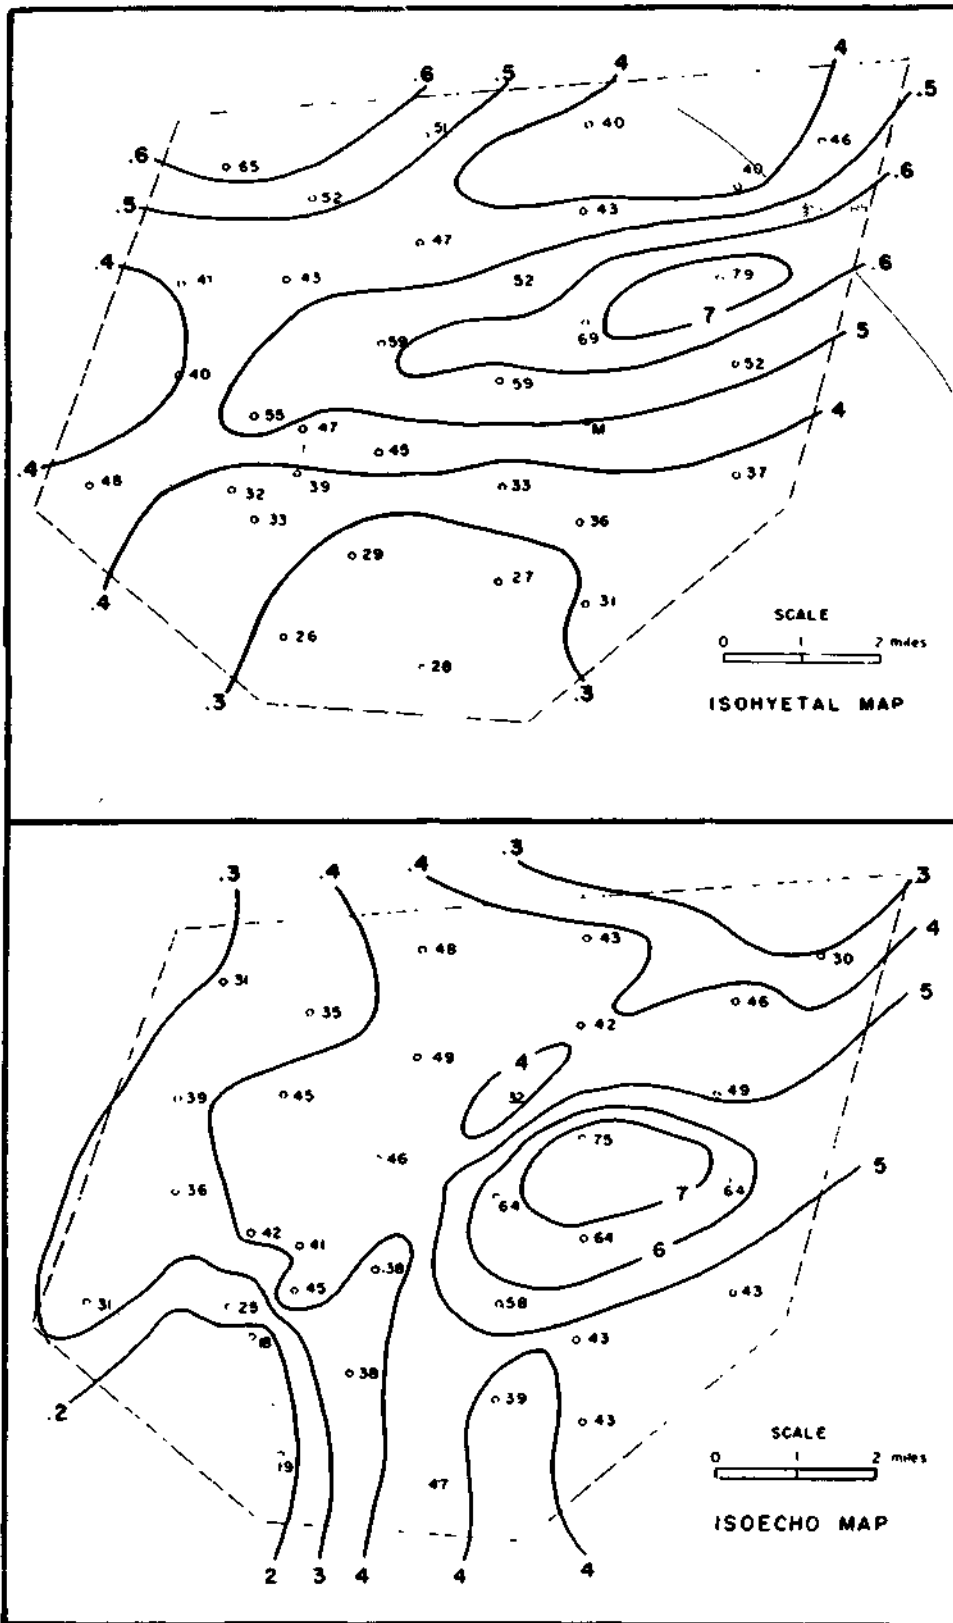 .6 .5 4 4
.5
51 40
46
.6 65 40
.6
.5 52 43
47
.4 41 43 52 79 .6
7
59 69 5
40 59 52
55 47 M 4
45
.4 48 32 39 33 37
33 36
29
27
.4 31
26 SCALE
28 0 1 2 miles
.3 .3 ISOHYETAL MAP
.3 .4 .4 .3
.3
43 4
48 30
31 5
35 46
42
49
4
39 45 32 49
75
46 5
36 64 7 64
42 41 64 6
.38
45
31 25 58 43
18 43
38
.2 39 43
SCALE
19 47 0 1 2 miles
ISOECHO MAP
2 3 4 4 4